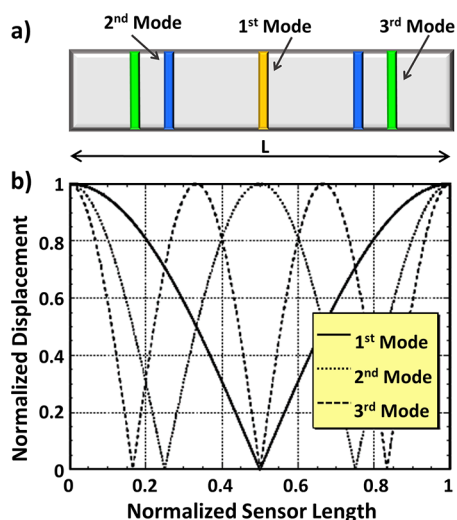 a)
2nd Mode
1st Mode
3rd Mode
L
b)
Normalized Displacement
1
0.8
0.6
0.4
0.2
0
1st Mode
2nd Mode
3rd Mode
0 0.2 0.4 0.6 0.8 1
Normalized Sensor Length